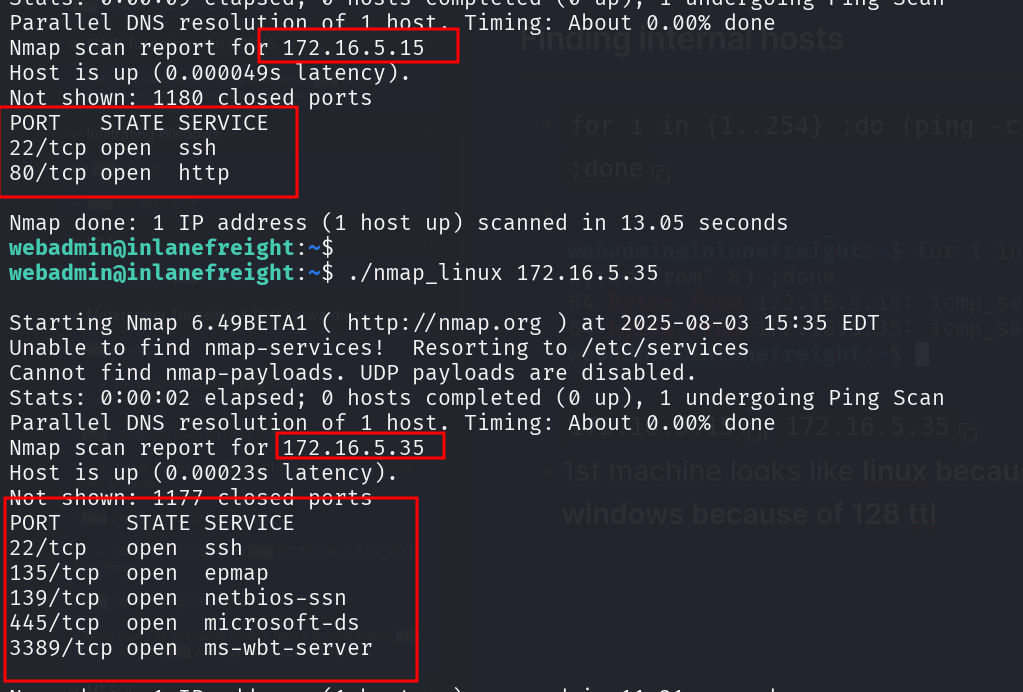 Stats: 0:00:09 elapsed; 0 hosts completed (0 up), 1 undergoing Ping Scan
Parallel DNS resolution of 1 host. Timing: About 0.00% done
Nmap scan report for 172.16.5.15
Host is up (0.000049s latency).
Not shown: 1180 closed ports
PORT   STATE SERVICE
22/tcp open  ssh
80/tcp open  http
Nmap done: 1 IP address (1 host up) scanned in 13.05 seconds
webadmin@inlanefreight:~$
webadmin@inlanefreight:~$ ./nmap_linux 172.16.5.35
Starting Nmap 6.49BETA1 ( http://nmap.org ) at 2025-08-03 15:35 EDT
Unable to find nmap-services!  Resorting to /etc/services
Cannot find nmap-payloads. UDP payloads are disabled.
Stats: 0:00:02 elapsed; 0 hosts completed (0 up), 1 undergoing Ping Scan
Parallel DNS resolution of 1 host. Timing: About 0.00% done
Nmap scan report for 172.16.5.35
Host is up (0.00023s latency).
Not shown: 1177 closed ports
PORT     STATE SERVICE
22/tcp   open  ssh
135/tcp  open  epmap
139/tcp  open  netbios-ssn
445/tcp  open  microsoft-ds
3389/tcp open  ms-wbt-server
Finding internal hosts
for i in {1..254} ;do (ping -c
;done
webadmin@inlanefreight:~$ for i in
rom" &) ;done
64 172.16.5.15: icmp_se
35: icmp_s
freight:~$
172.16.5.35
1st machine looks like linux becau
windows because of 128 ttl